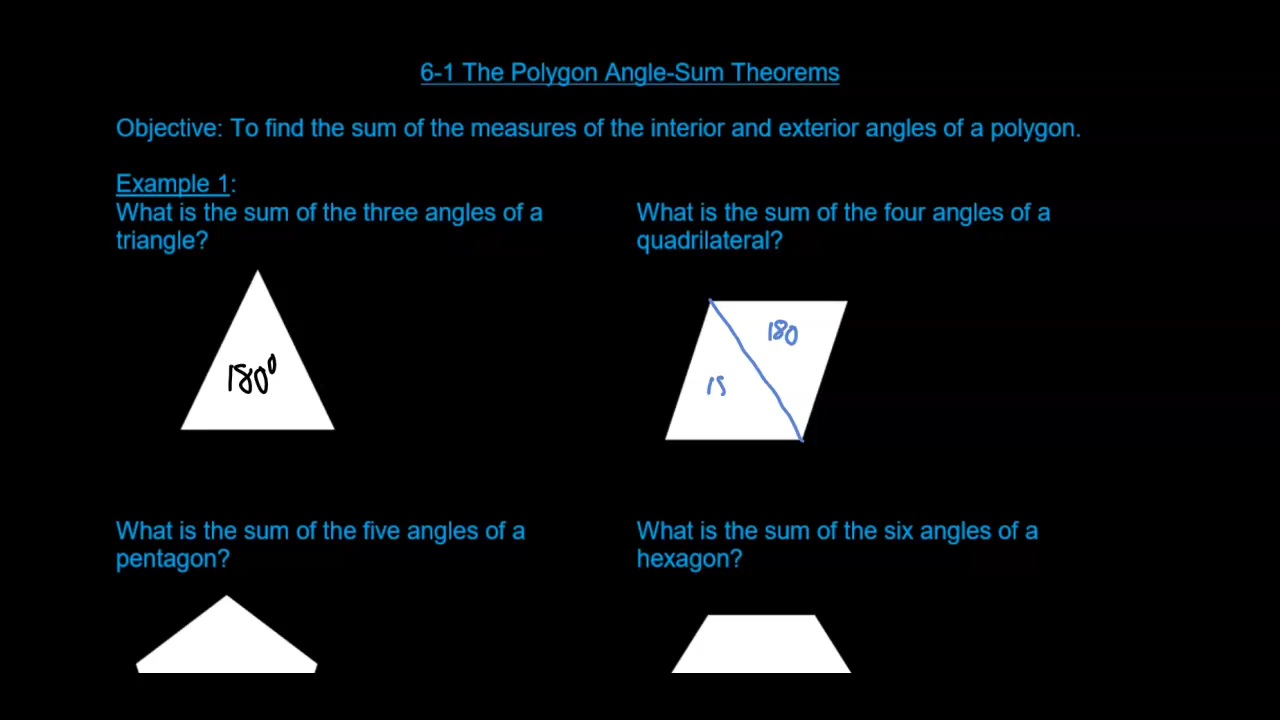 6-1 The Polygon Angle-Sum Theorems
Objective: To find the sum of the measures of the interior and exterior angles of a polygon.
Example 1:
What is the sum of the three angles of a
triangle?
What is the sum of the four angles of a
quadrilateral?
180°
180
18
What is the sum of the five angles of a
pentagon?
What is the sum of the six angles of a
hexagon?